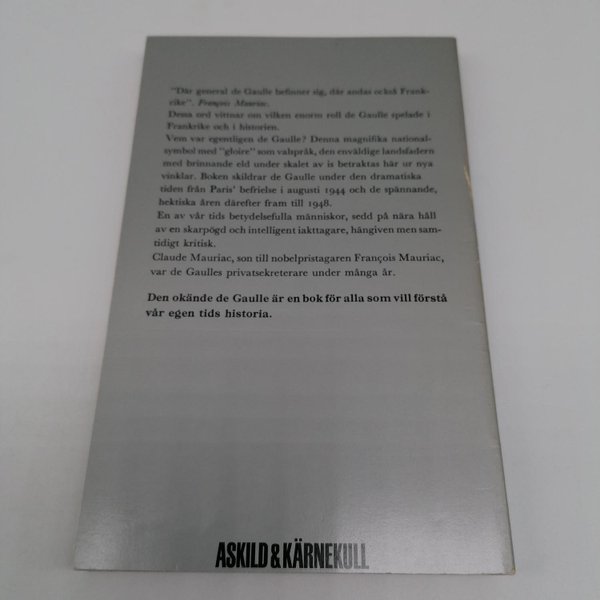 "Där general de Gaulle befinner sig, där andas också Frank-
rike". François Mauriac.
Dessa ord vittnar om vilken enorm roll de Gaulle spelade i
Frankrike och i historien.
Vem var egentligen de Gaulle? Denna magnifika national-
symbol med "gloire" som valspråk, den enväldige landsfadern
med brinnande eld under skalet av is betraktas här ur nya
vinklar. Boken skildrar de Gaulle under den dramatiska
tiden från Paris' befrielse i augusti 1944 och de spännande,
hektiska åren därefter fram till 1948.
En av vår tids betydelsefulla människor, sedd på nära håll
av en skarpögd och intelligent iakttagare, hängiven men sam-
tidigt kritisk.
Claude Mauriac, son till nobelpristagaren François Mauriac,
var de Gaulles privatsekreterare under många år.
Den okände de Gaulle är en bok för alla som vill förstå
vår egen tids historia.
ASKILD & KÄRNEKULL